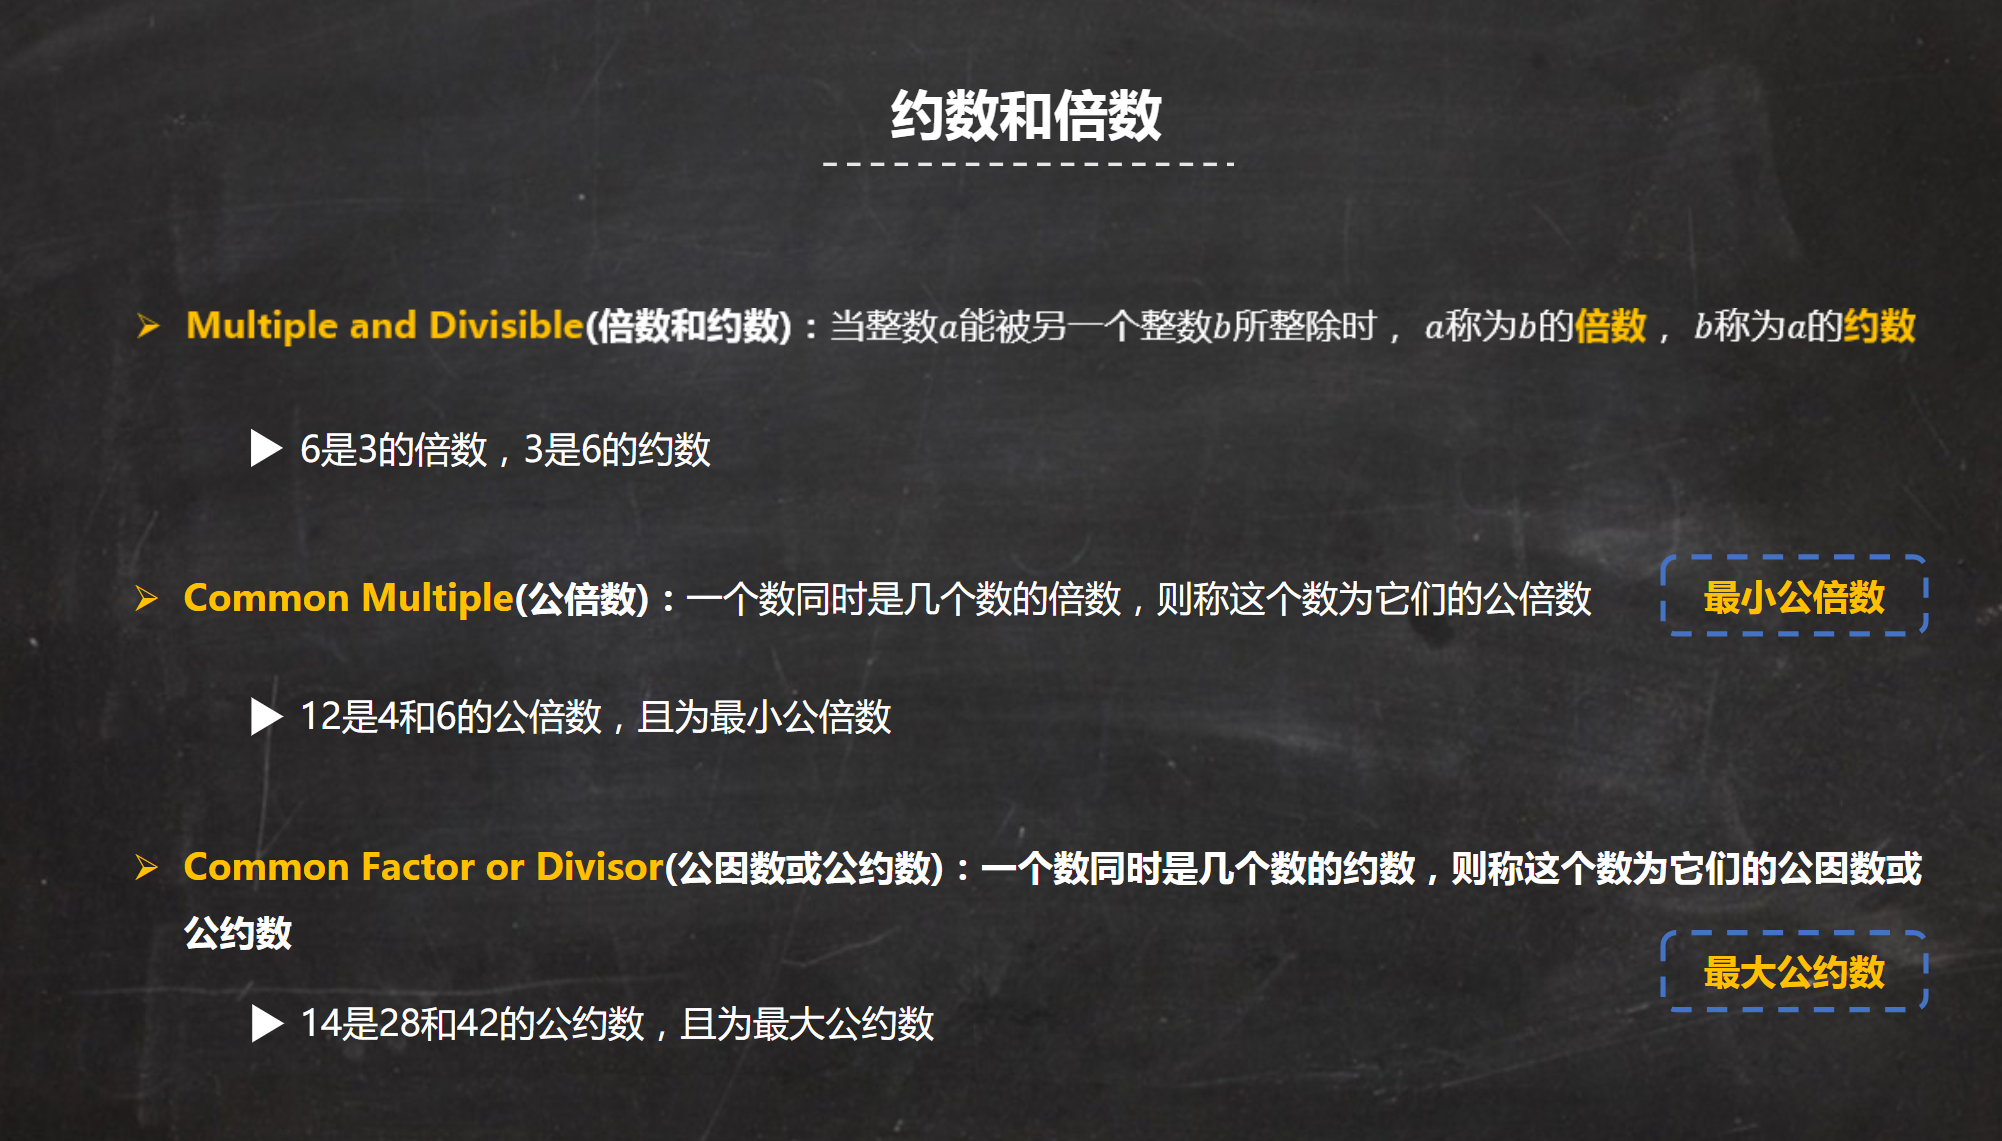 约数和倍数
Multiple and Divisible(倍数和约数)：当整数a能被另一个整数b所整除时， a称为b的倍数， b称为a的约数
6是3的倍数，3是6的约数
Common Multiple(公倍数)：一个数同时是几个数的倍数，则称这个数为它们的公倍数
最小公倍数
12是4和6的公倍数，且为最小公倍数
Common Factor or Divisor(公因数或公约数)：一个数同时是几个数的约数，则称这个数为它们的公因数或
公约数
最大公约数
14是28和42的公约数，且为最大公约数